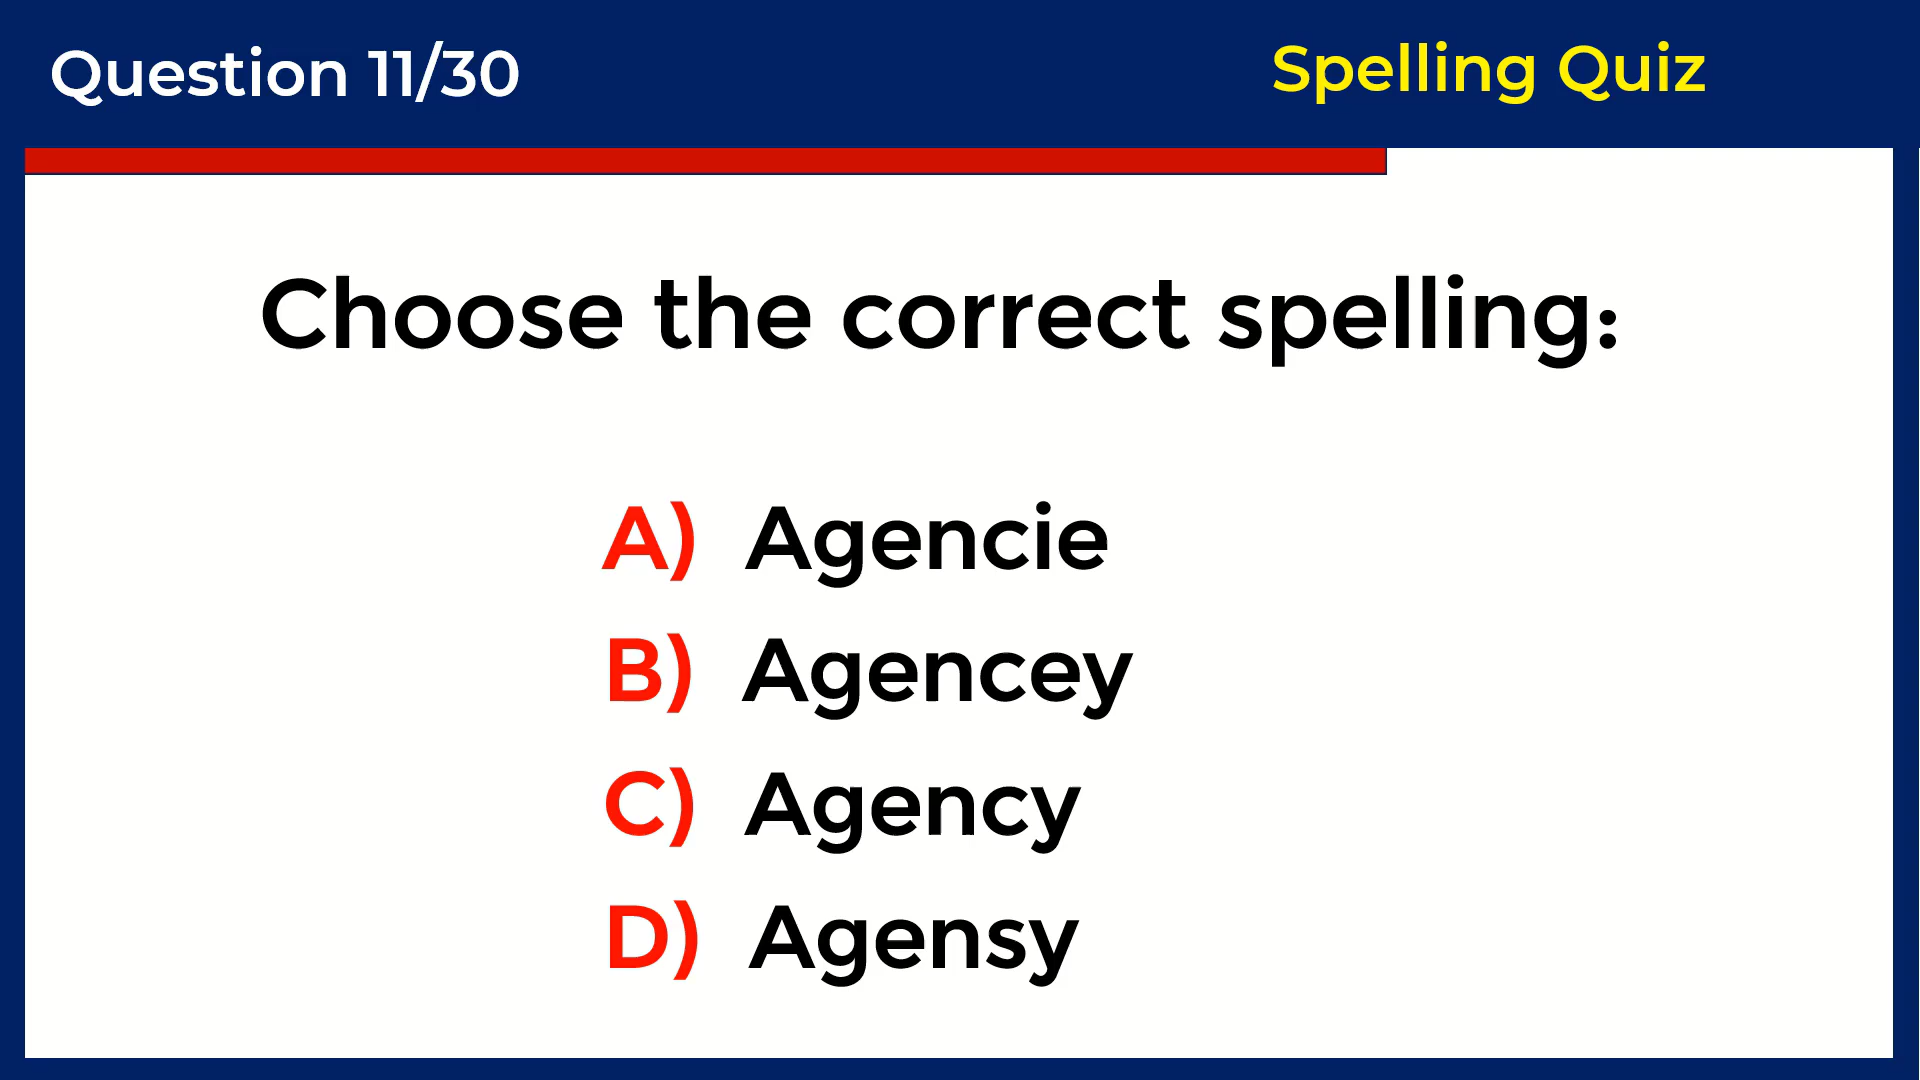 Question 11/30
Spelling Quiz
Choose the correct spelling:
A) Agencie
B) Agencey
C) Agency
D) Agensy